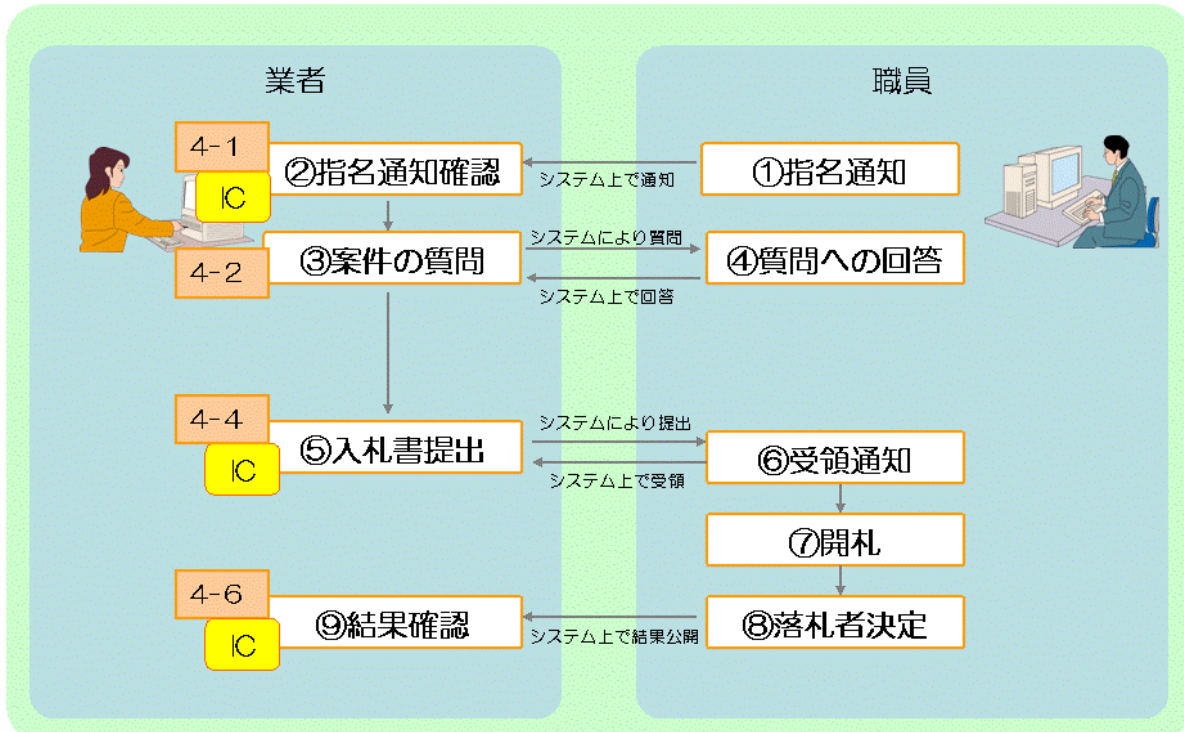 業者
職員
4-1
IC
②指名通知確認
システム上で通知
①指名通知
4-2
③案件の質問
システムにより質問
システム上で回答
④質問への回答
4-4
IC
⑤入札書提出
システムにより提出
システム上で受領
⑥受領通知
⑦開札
4-6
IC
⑨結果確認
システム上で結果公開
⑧落札者決定